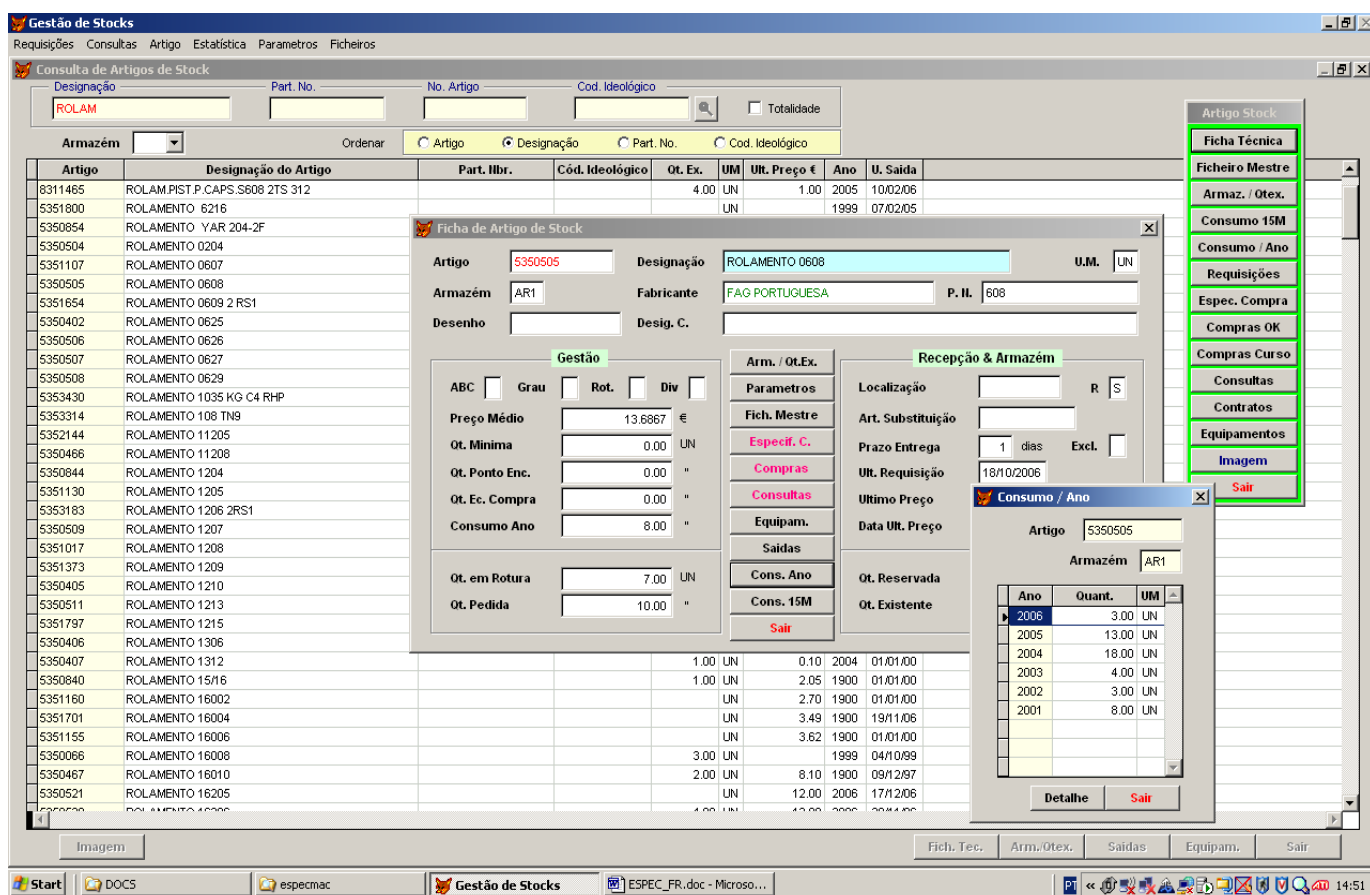 Gestão de Stocks
Requisições Consultas Artigo Estatística Parametros Ficheiros
Consulta de Artigos de Stock
Designação Part. No. No. Artigo Cod. Ideológico
ROLAM Totalidade
Armazém Ordenar Artigo Designação Part. No. Cod. Ideológico
Artigo Designação do Artigo Part. Nbr. Cód. Ideológico Qt. Ex. UM Ult. Preço € Ano U. Saida
8311465 ROLAM.PIST.P.CAPS.S608 2TS 312 4.00 UN 1.00 2005 10/02/06
5351800 ROLAMENTO 6216 UN 1999 07/02/05
5350854 ROLAMENTO YAR 204-2F
5350504 ROLAMENTO 0204
5351107 ROLAMENTO 0607
5350505 ROLAMENTO 0608
5351654 ROLAMENTO 0609 2 RS1
5350402 ROLAMENTO 0625
5350506 ROLAMENTO 0626
5350507 ROLAMENTO 0627
5350508 ROLAMENTO 0629
5353430 ROLAMENTO 1035 KG C4 RHP
5353314 ROLAMENTO 108 TN9
5352144 ROLAMENTO 11205
5350466 ROLAMENTO 11208
5350844 ROLAMENTO 1204
5351130 ROLAMENTO 1205
5353183 ROLAMENTO 1206 2RS1
5350509 ROLAMENTO 1207
5351017 ROLAMENTO 1208
5351373 ROLAMENTO 1209
5350405 ROLAMENTO 1210
5350511 ROLAMENTO 1213
5351797 ROLAMENTO 1215
5350406 ROLAMENTO 1306
5350407 ROLAMENTO 1312 1.00 UN 0.10 2004 01/01/00
5350840 ROLAMENTO 15/16 1.00 UN 2.05 1900 01/01/00
5351160 ROLAMENTO 16002 UN 2.70 1900 01/01/00
5351701 ROLAMENTO 16004 UN 3.49 1900 19/11/06
5351155 ROLAMENTO 16006 UN 3.62 1900 01/01/00
5350066 ROLAMENTO 16008 3.00 UN 1999 04/10/99
5350467 ROLAMENTO 16010 2.00 UN 8.10 1900 09/12/97
5350521 ROLAMENTO 16205 UN 12.00 2006 17/12/06
Ficha de Artigo de Stock
Artigo 5350505 Designação ROLAMENTO 0608 U.M. UN
Armazém AR1 Fabricante FAG PORTUGUESA P. N. 608
Desenho Desig. C.
Gestão
ABC Grau Rot. Div
Preço Médio 13.6867 €
Qt. Minima 0.00 UN
Qt. Ponto Enc. 0.00 "
Qt. Ec. Compra 0.00 "
Consumo Ano 8.00 "
Qt. em Rotura 7.00 UN
Qt. Pedida 10.00 "
Arm. / Qt.Ex.
Parametros
Fich. Mestre
Especif. C.
Compras
Consultas
Equipam.
Saidas
Cons. Ano
Cons. 15M
Sair
Recepção & Armazém
Localização R S
Art. Substituição
Prazo Entrega 1 dias Excl.
Ult. Requisição 18/10/2006
Ultimo Preço
Data Ult. Preço
Qt. Reservada
Qt. Existente
Consumo / Ano
Artigo 5350505
Armazém AR1
Ano Quant. UM
2006 3.00 UN
2005 13.00 UN
2004 18.00 UN
2003 4.00 UN
2002 3.00 UN
2001 8.00 UN
Detalhe Sair
Artigo Stock
Ficha Técnica
Ficheiro Mestre
Armaz. / Qtex.
Consumo 15M
Consumo / Ano
Requisições
Espec. Compra
Compras OK
Compras Curso
Consultas
Contratos
Equipamentos
Imagem
Sair
Imagem Fich. Tec. Arm./Qtex. Saidas Equipam. Sair
Start DOCS especmac Gestão de Stocks ESPEC_FR.doc - Microso... PT « 14:51